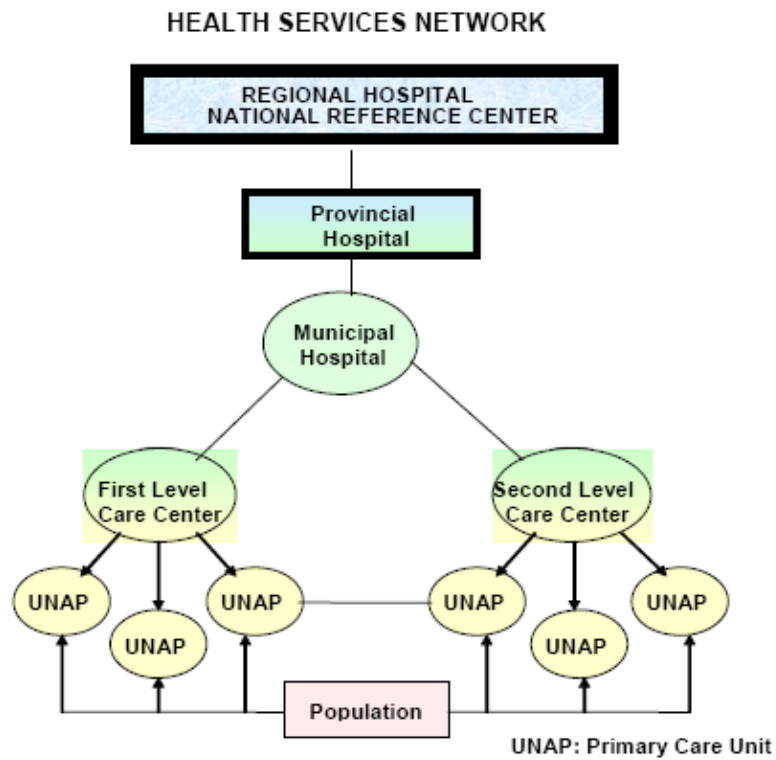 HEALTH SERVICES NETWORK
REGIONAL HOSPITAL
NATIONAL REFERENCE CENTER
Provincial
Hospital
Municipal
Hospital
First Level
Care Center
Second Level
Care Center
UNAP
UNAP
UNAP
UNAP
UNAP
UNAP
Population
UNAP: Primary Care Unit